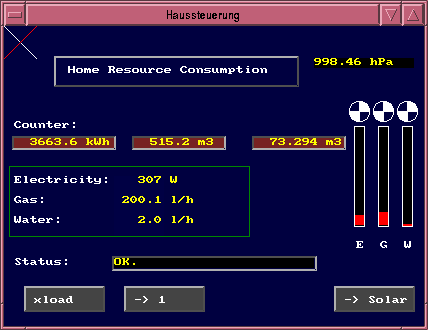 Haussteuerung
998.46 hPa
Home Resource Consumption
Counter:
3663.6 kWh 515.2 m3 73.294 m3
Electricity: 307 W
Gas: 200.1 l/h
Water: 2.0 l/h
E G W
Status: OK.
xload -> 1 -> Solar